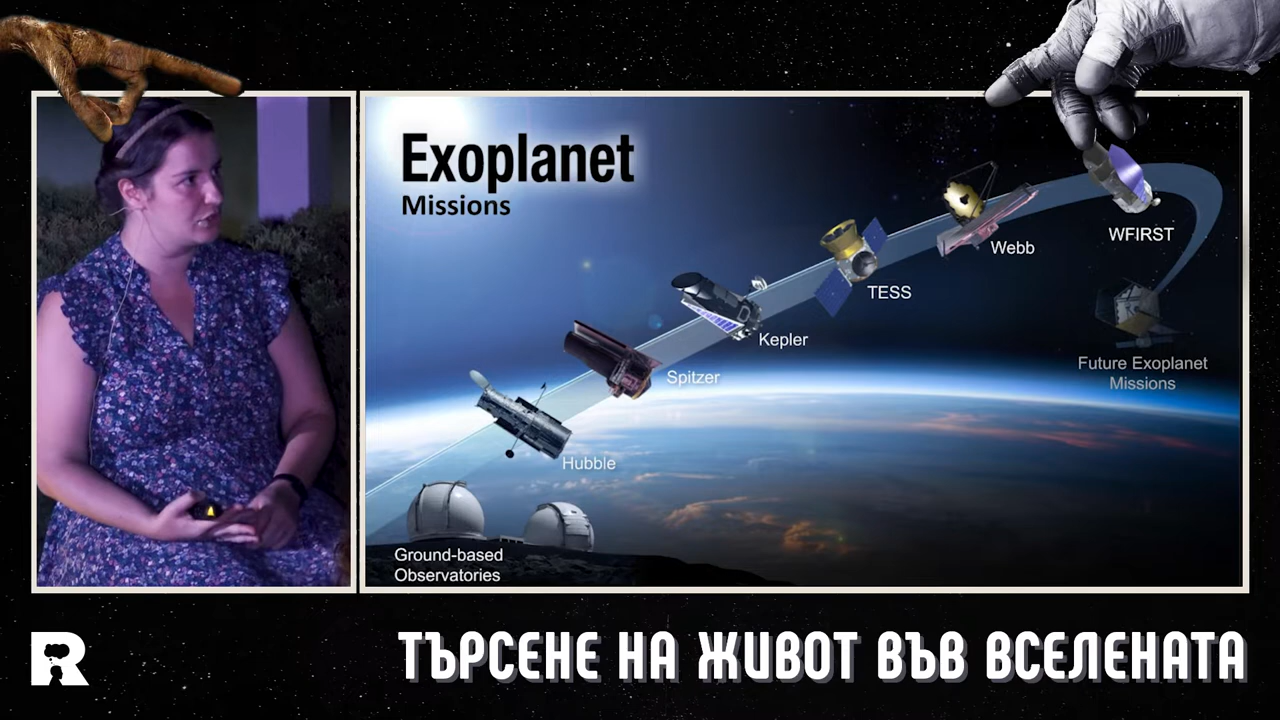 Exoplanet
Missions
WFIRST
Webb
TESS
Kepler
Future Exoplanet
Missions
Spitzer
Hubble
Ground-based
Observatories
R
ТЪРСЕНЕ НА ЖИВОТ ВЪВ ВСЕЛЕНАТА